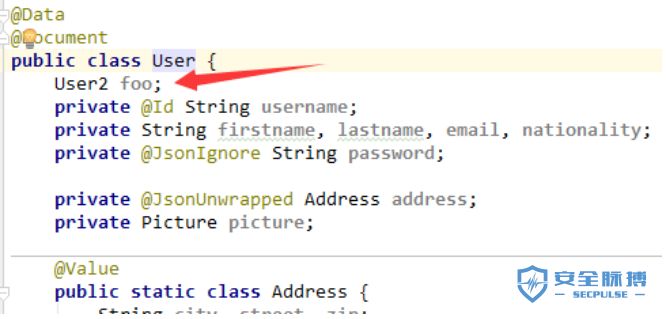 @Data
@Document
public class User {
    User2 foo;
    private @Id String username;
    private String firstname, lastname, email, nationality;
    private @JsonIgnore String password;
    private @JsonUnwrapped Address address;
    private Picture picture;
    @Value
    public static class Address {
        String city, street, zip;
安全脉搏
SECPULSE